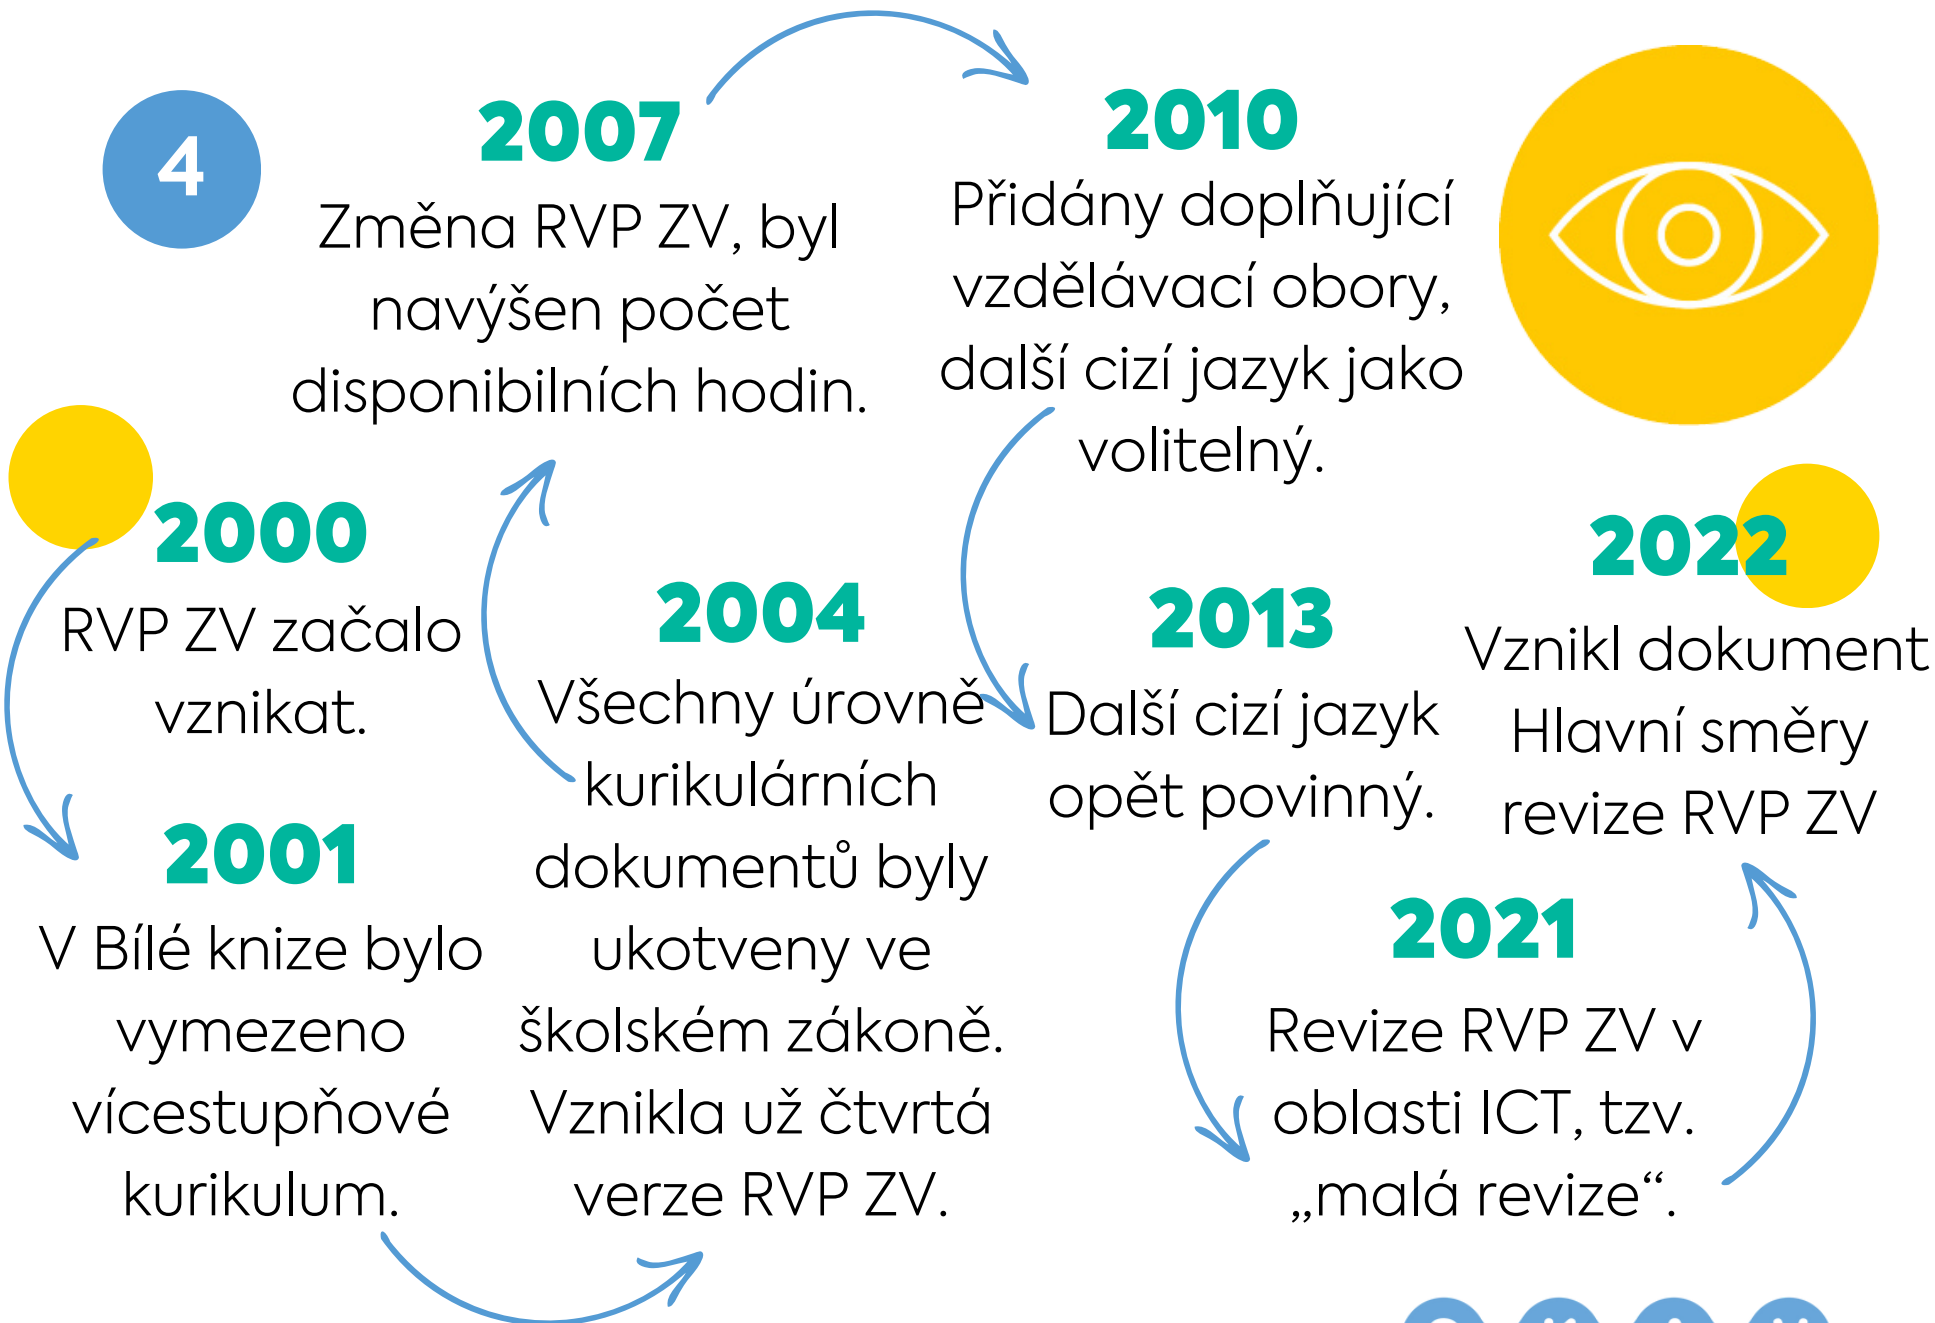 4
2000
RVP ZV začalo
vznikat.
2001
V Bílé knize bylo
vymezeno
vícestupňové
kurikulum.
2004
Všechny úrovně
kurikulárních
dokumentů byly
ukotveny ve
školském zákoně.
Vznikla už čtvrtá
verze RVP ZV.
2007
Změna RVP ZV, byl
navýšen počet
disponibilních hodin.
2010
Přidány doplňující
vzdělávací obory,
další cizí jazyk jako
volitelný.
2013
Další cizí jazyk
opět povinný.
2021
Revize RVP ZV v
oblasti ICT, tzv.
„malá revize“.
2022
Vznikl dokument
Hlavní směry
revize RVP ZV